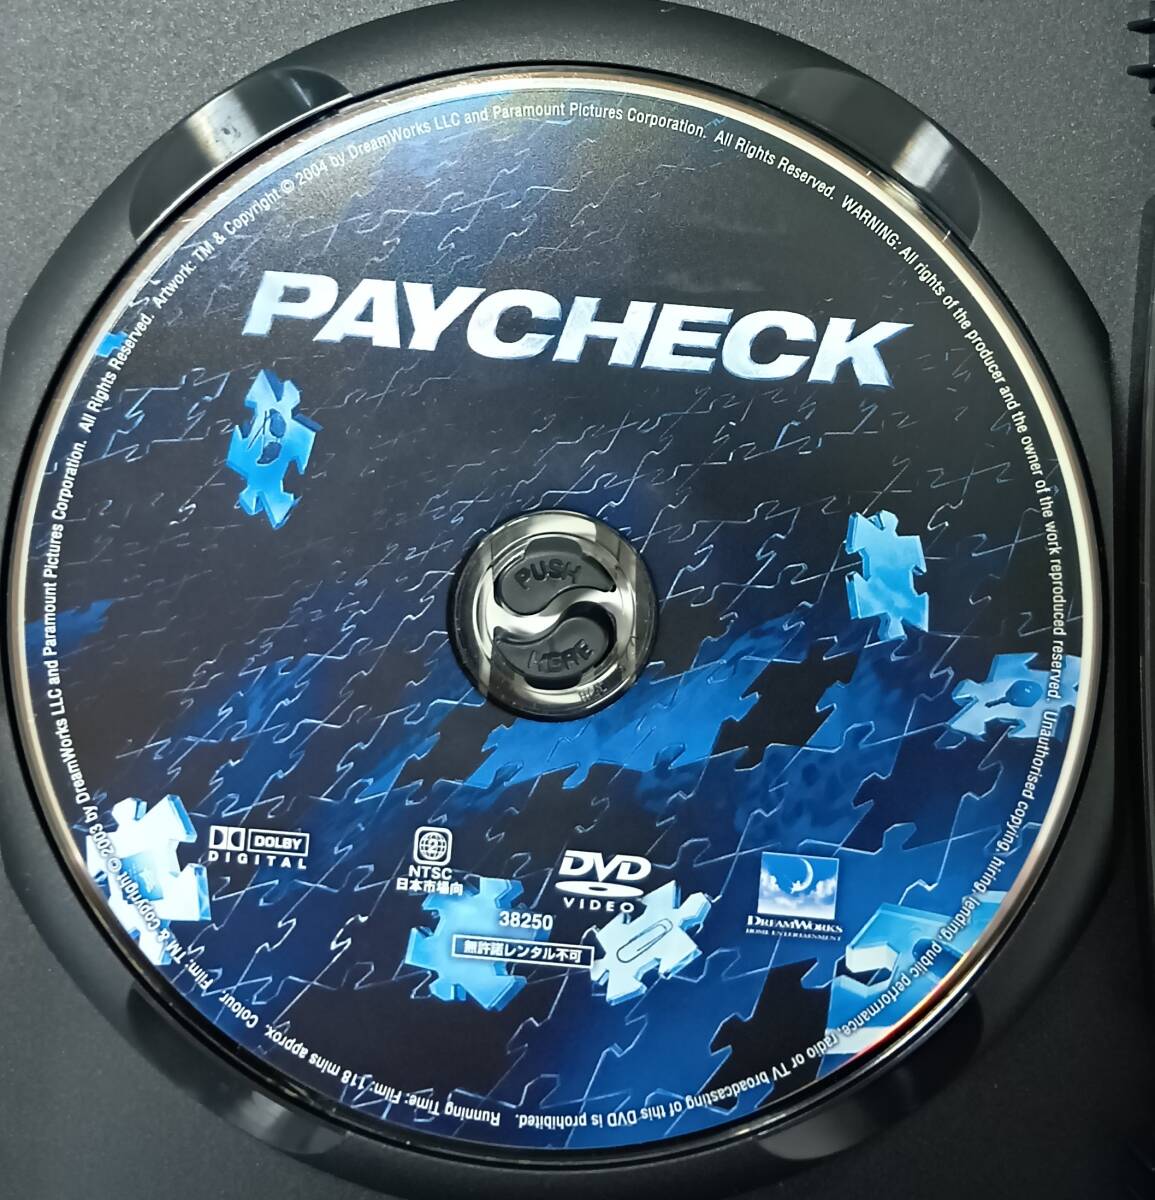 PAYCHECK
PUSH
HERE
DOLBY
DIGITAL
2
NTSC
日本市場向
38250
無許諾レンタル不可
DVD
VIDEO
DREAMWORKS
HOME ENTERTAINMENT
Running Time: Film: 118 mins approx. Colour. Film: TM & Copyright © 2003 by DreamWorks LLC and Paramount Pictures Corporation. All Rights Reserved. Artwork: TM & Copyright © 2004 by DreamWorks LLC and Paramount Pictures Corporation. All Rights Reserved. WARNING: All rights of the producer and the owner of the work reproduced reserved. Unauthorised copying, hiring, lending, public performance, radio or TV broadcasting of this DVD is prohibited.